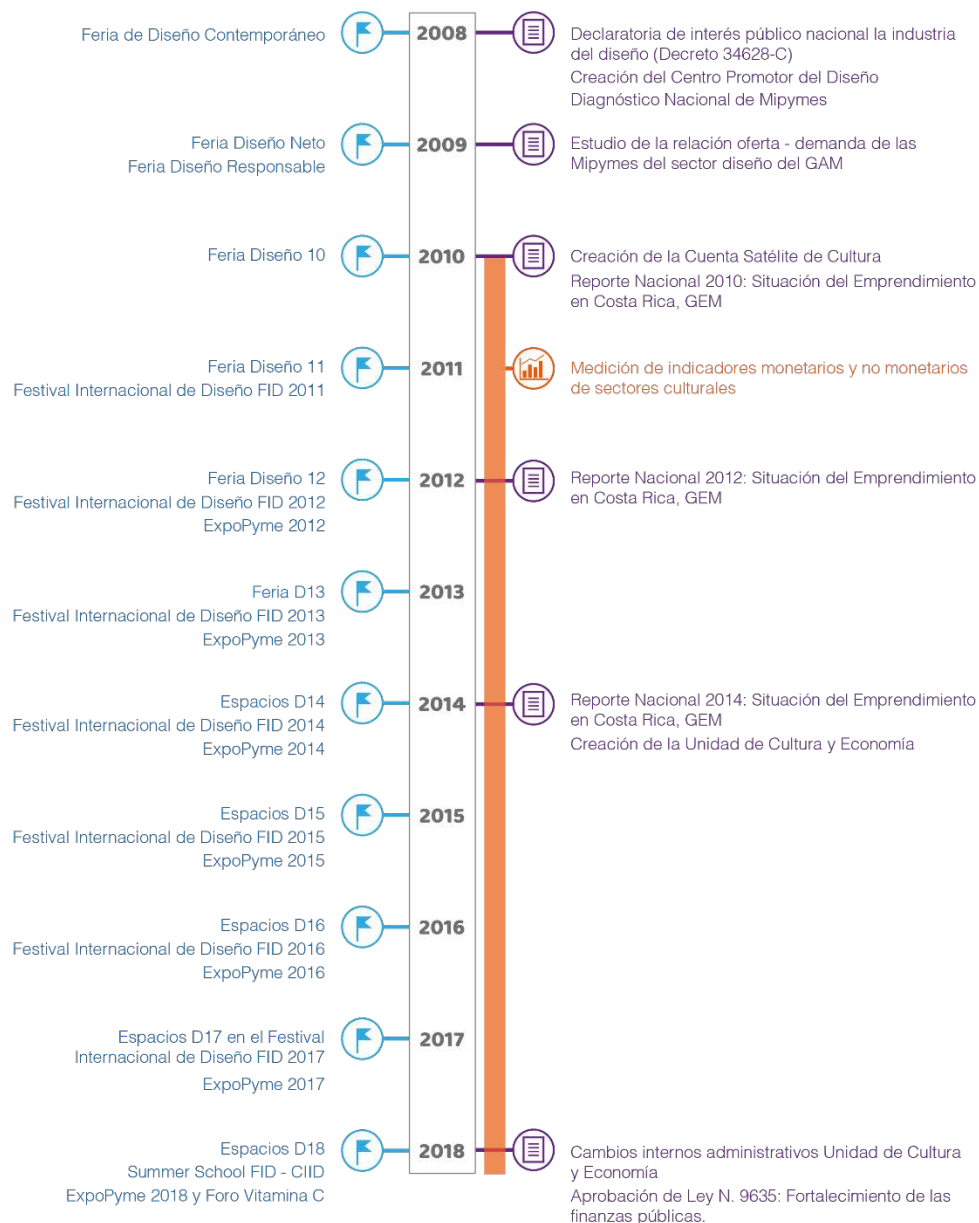 Feria de Diseño Contemporáneo
2008
Declaratoria de interés público nacional la industria
del diseño (Decreto 34628-C)
Creación del Centro Promotor del Diseño
Diagnóstico Nacional de Mipymes
Feria Diseño Neto
Feria Diseño Responsable
2009
Estudio de la relación oferta - demanda de las
Mipymes del sector diseño del GAM
Feria Diseño 10
2010
Creación de la Cuenta Satélite de Cultura
Reporte Nacional 2010: Situación del Emprendimiento
en Costa Rica, GEM
Feria Diseño 11
Festival Internacional de Diseño FID 2011
2011
Medición de indicadores monetarios y no monetarios
de sectores culturales
Feria Diseño 12
Festival Internacional de Diseño FID 2012
ExpoPyme 2012
2012
Reporte Nacional 2012: Situación del Emprendimiento
en Costa Rica, GEM
Feria D13
Festival Internacional de Diseño FID 2013
ExpoPyme 2013
2013
Espacios D14
Festival Internacional de Diseño FID 2014
ExpoPyme 2014
2014
Reporte Nacional 2014: Situación del Emprendimiento
en Costa Rica, GEM
Creación de la Unidad de Cultura y Economía
Espacios D15
Festival Internacional de Diseño FID 2015
ExpoPyme 2015
2015
Espacios D16
Festival Internacional de Diseño FID 2016
ExpoPyme 2016
2016
Espacios D17 en el Festival
Internacional de Diseño FID 2017
ExpoPyme 2017
2017
Espacios D18
Summer School FID - CIID
ExpoPyme 2018 y Foro Vitamina C
2018
Cambios internos administrativos Unidad de Cultura
y Economía
Aprobación de Ley N. 9635: Fortalecimiento de las
finanzas públicas.